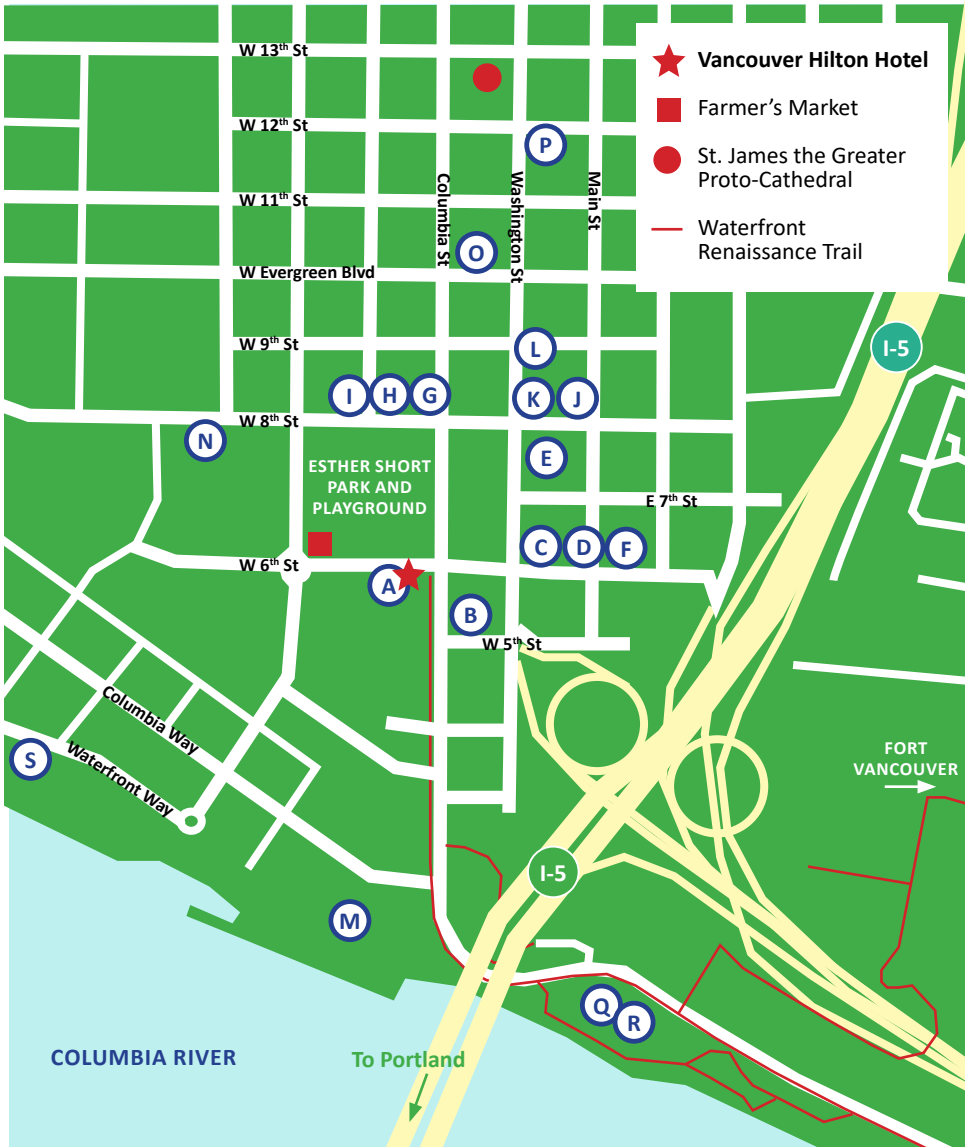 W 13th St
Vancouver Hilton Hotel
Farmer's Market
St. James the Greater
Proto-Cathedral
Waterfront
Renaissance Trail
W 12th St
P
Columbia St
Washington St
Main St
W 11th St
O
W Evergreen Blvd
W 9th St
L
I-5
I
H
G
K
J
W 8th St
N
E
ESTHER SHORT
PARK AND
PLAYGROUND
E 7th St
C
D
F
W 6th St
A
B
W 5th St
Columbia Way
Waterfront Way
S
FORT
VANCOUVER
I-5
M
Q
R
COLUMBIA RIVER
To Portland